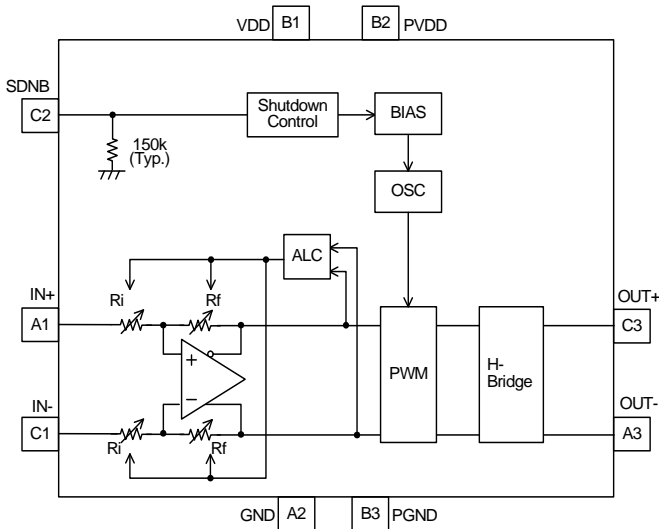 VDD B1 B2 PVDD
SDNB
C2
Shutdown
Control
BIAS
150k
(Typ.)
OSC
ALC
IN+
Ri
Rf
OUT+
A1
C3
+
PWM
H-
Bridge
−
IN-
OUT-
C1
A3
Ri
Rf
GND A2 B3 PGND